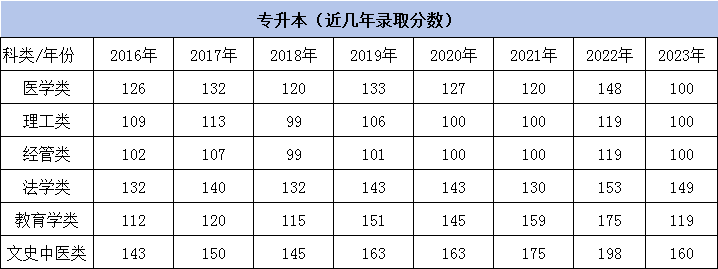 专升本（近几年录取分数）
科类/年份 2016年 2017年 2018年 2019年 2020年 2021年 2022年 2023年
医学类 126 132 120 133 127 120 148 100
理工类 109 113 99 106 100 100 119 100
经管类 102 107 99 101 100 100 119 100
法学类 132 140 132 143 143 130 153 149
教育学类 112 120 115 151 145 159 175 119
文史中医类 143 150 145 163 163 175 198 160